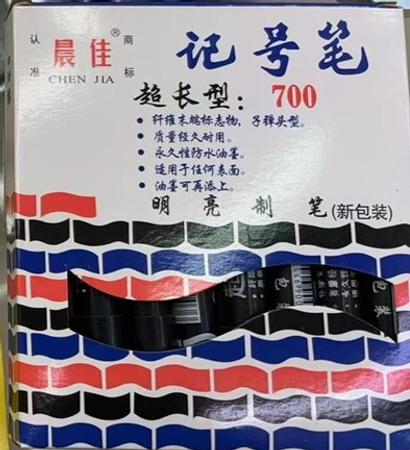 认准
晨佳®
商标
CHEN JIA
记号笔
超长型：700
• 纤维末端标志物，子弹头型。
• 质量经久耐用。
• 永久性防水油墨。
• 适用于任何表面。
• 油墨可再添上。
明亮制笔(新包装)